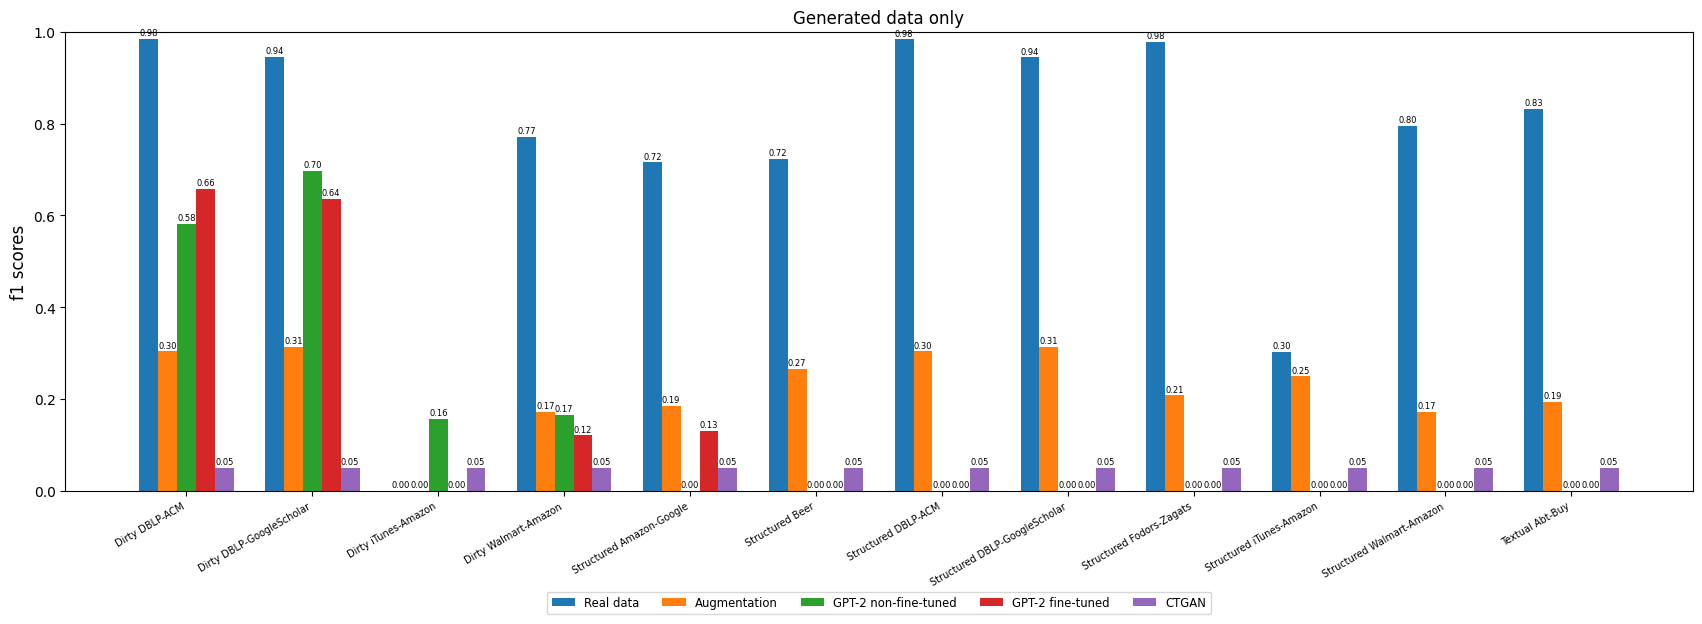 Generated data only
f1 scores
1.0
0.8
0.6
0.4
0.2
0.0
0.98 0.30 0.58 0.66 0.05
0.94 0.31 0.70 0.64 0.05
0.00 0.00 0.16 0.00 0.05
0.77 0.17 0.17 0.12 0.05
0.72 0.19 0.00 0.13 0.05
0.72 0.27 0.00 0.00 0.05
0.98 0.30 0.00 0.00 0.05
0.94 0.31 0.00 0.00 0.05
0.98 0.21 0.00 0.00 0.05
0.30 0.25 0.00 0.00 0.05
0.80 0.17 0.00 0.00 0.05
0.83 0.19 0.00 0.00 0.05
Dirty DBLP-ACM
Dirty DBLP-GoogleScholar
Dirty iTunes-Amazon
Dirty Walmart-Amazon
Structured Amazon-Google
Structured Beer
Structured DBLP-ACM
Structured DBLP-GoogleScholar
Structured Fodors-Zagats
Structured iTunes-Amazon
Structured Walmart-Amazon
Textual Abt-Buy
Real data Augmentation GPT-2 non-fine-tuned GPT-2 fine-tuned CTGAN